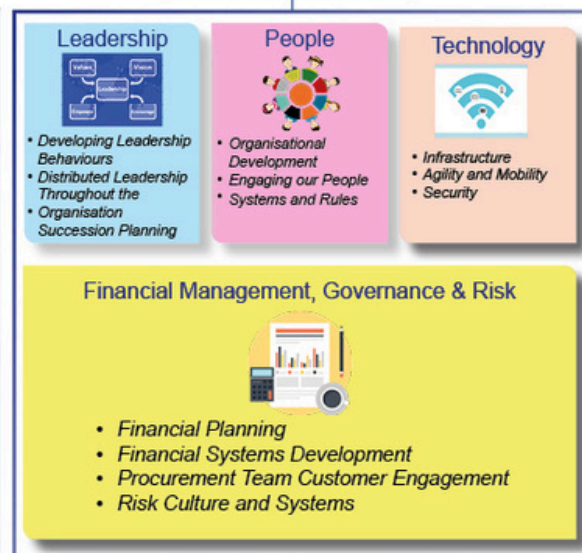 Leadership
Values
Vision
Leadership
• Developing Leadership
Behaviours
• Distributed Leadership
Throughout the
• Organisation
Succession Planning
People
• Organisational
Development
• Engaging our People
• Systems and Rules
Technology
• Infrastructure
• Agility and Mobility
• Security
Financial Management, Governance & Risk
• Financial Planning
• Financial Systems Development
• Procurement Team Customer Engagement
• Risk Culture and Systems